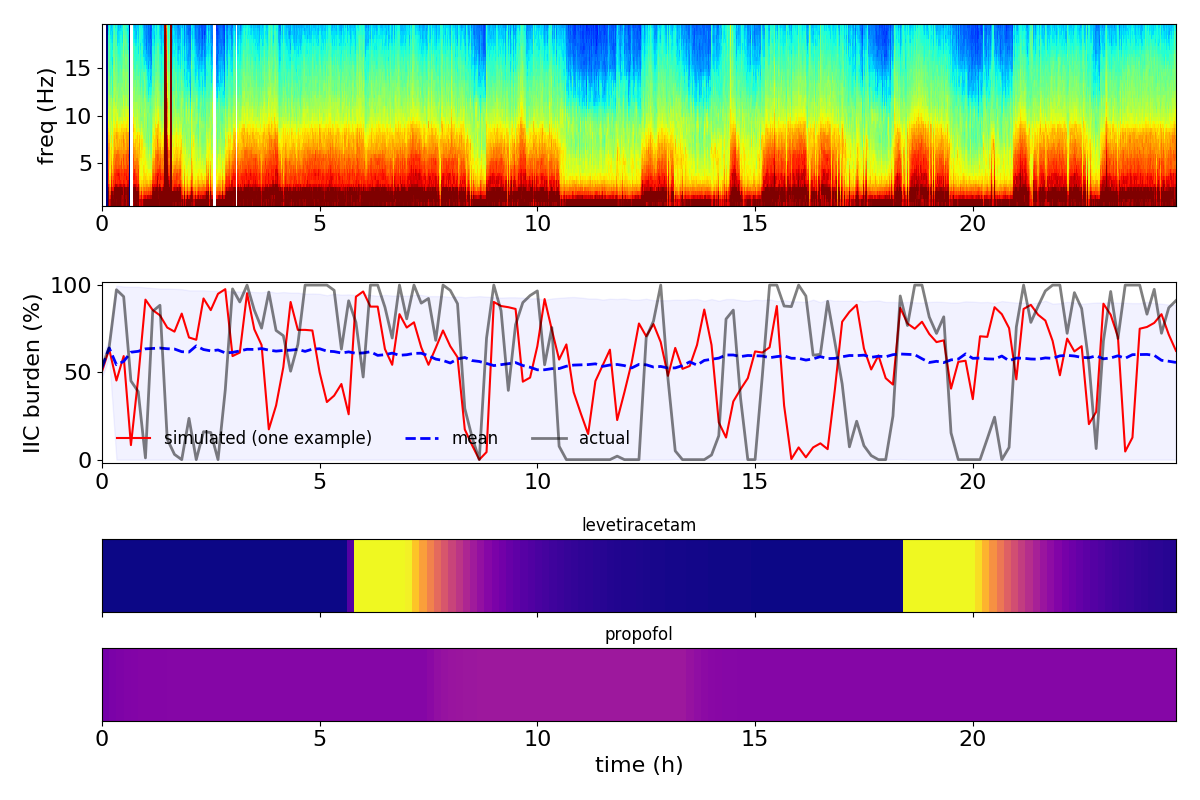 freq (Hz)
15
10
5
0 5 10 15 20
IIC burden (%)
100
50
0
simulated (one example) mean actual
0 5 10 15 20
levetiracetam
propofol
0 5 10 15 20
time (h)